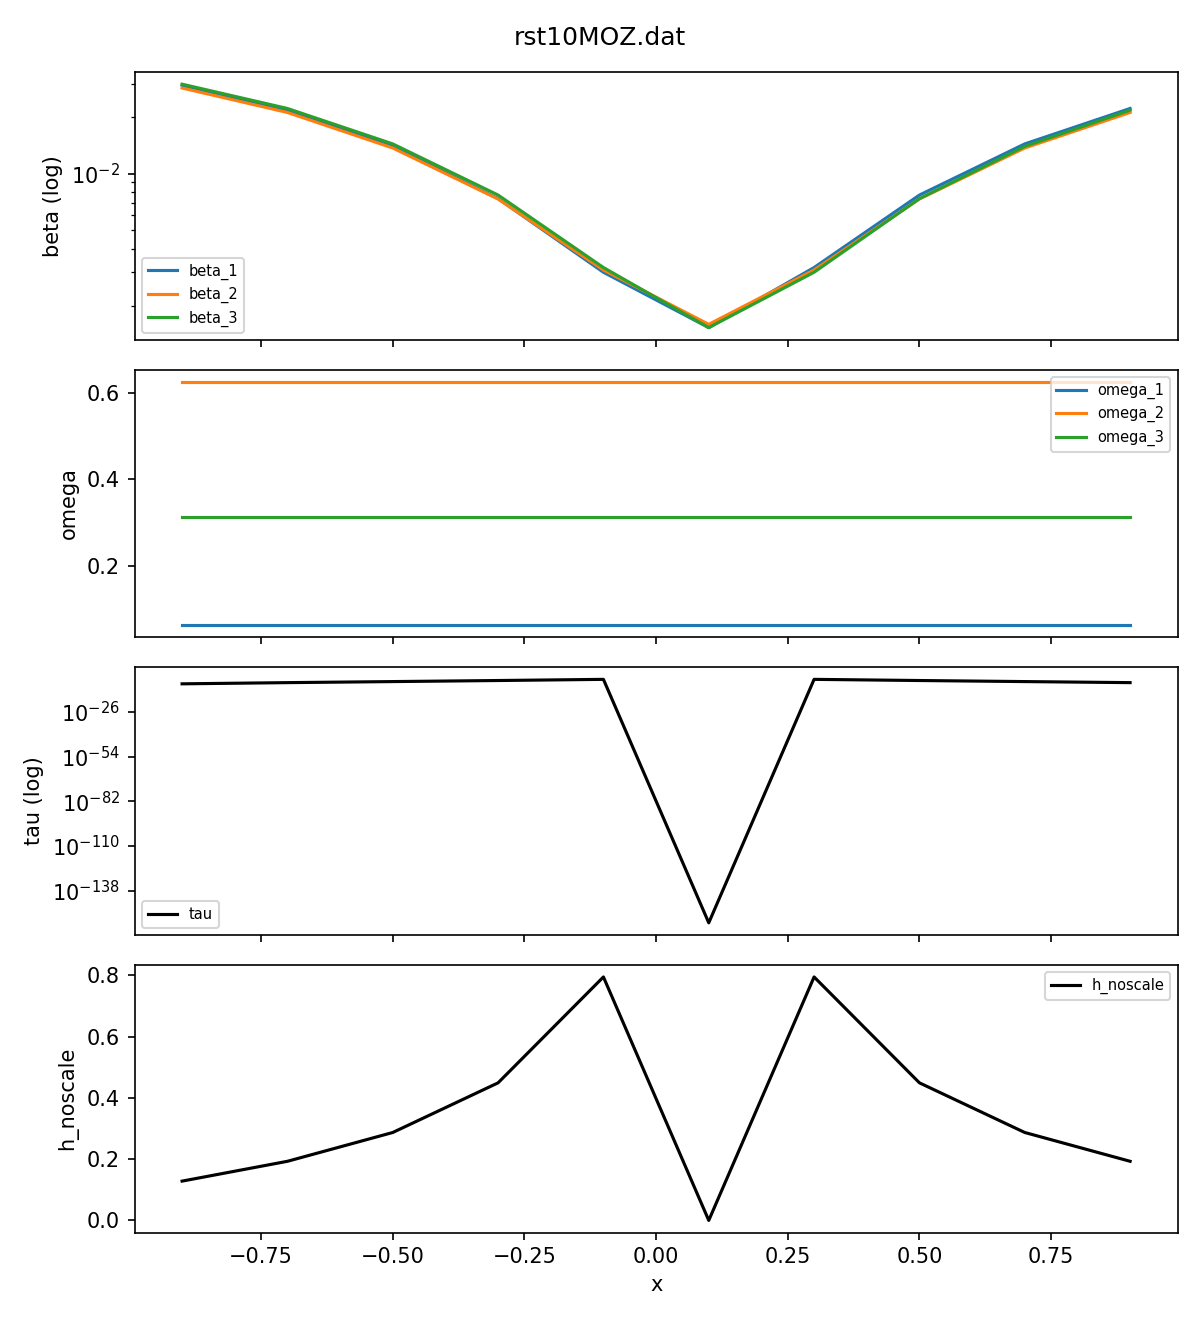 rst10MOZ.dat
beta (log)
10⁻²
beta_1
beta_2
beta_3
omega
0.6
0.4
0.2
omega_1
omega_2
omega_3
tau (log)
10⁻²⁶
10⁻⁵⁴
10⁻⁸²
10⁻¹¹⁰
10⁻¹³⁸
tau
h_noscale
0.8
0.6
0.4
0.2
0.0
h_noscale
−0.75 −0.50 −0.25 0.00 0.25 0.50 0.75
x